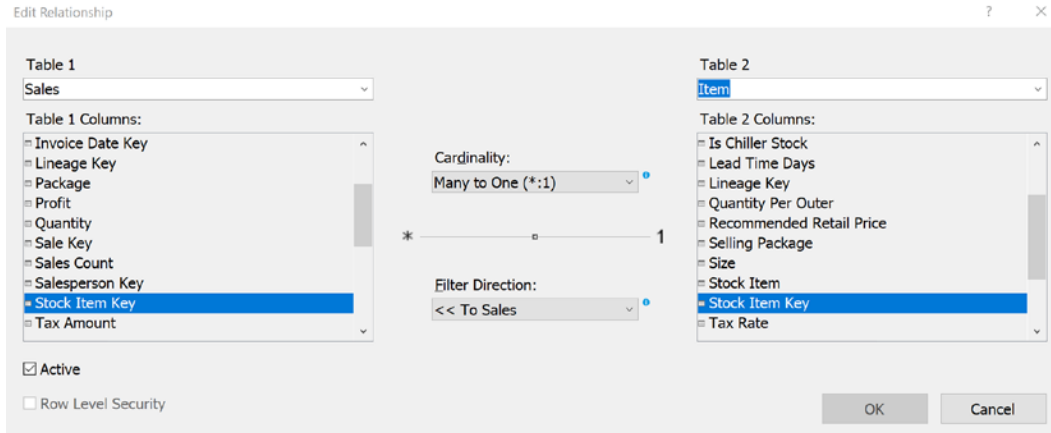 Edit Relationship
? ×
Table 1
Sales
Table 1 Columns:
Invoice Date Key
Lineage Key
Package
Profit
Quantity
Sale Key
Sales Count
Salesperson Key
Stock Item Key
Tax Amount
Active
Row Level Security
Cardinality:
Many to One (*:1)
* 1
Filter Direction:
<< To Sales
Table 2
Item
Table 2 Columns:
Is Chiller Stock
Lead Time Days
Lineage Key
Quantity Per Outer
Recommended Retail Price
Selling Package
Size
Stock Item
Stock Item Key
Tax Rate
OK
Cancel